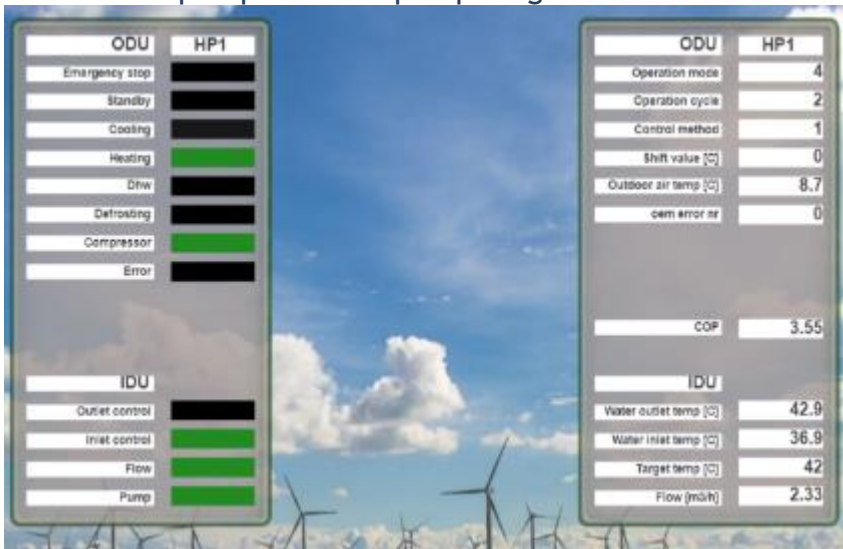 ODU HP1
Emergency stop
Standby
Cooling
Heating
Dhw
Defrosting
Compressor
Error
IDU
Outlet control
Inlet control
Flow
Pump
ODU HP1
Operation mode 4
Operation cycle 2
Control method 1
Shift value [C] 0
Outdoor air temp [C] 8.7
oem error nr 0
COP 3.55
IDU
Water outlet temp [C] 42.9
Water inlet temp [C] 36.9
Target temp [C] 42
Flow [m3/h] 2.33